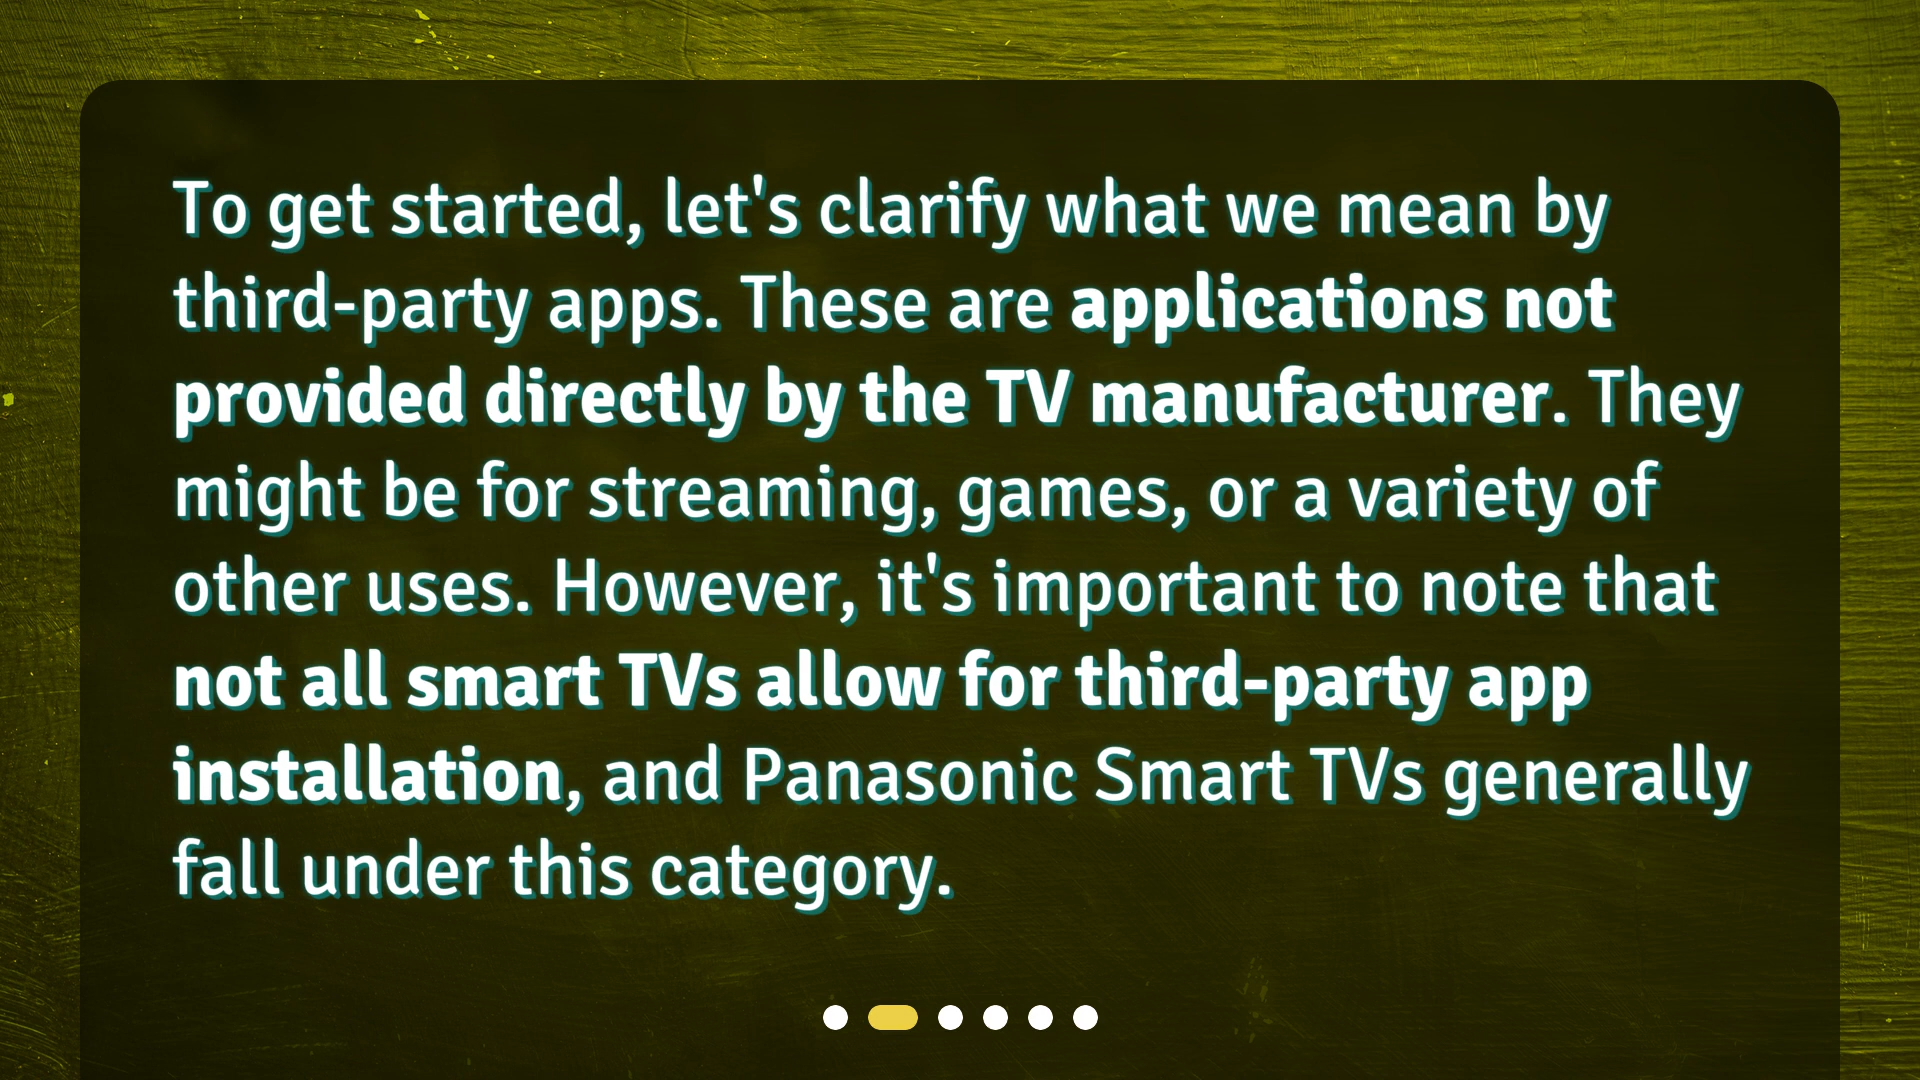 To get started, let's clarify what we mean by
third-party apps. These are applications not
provided directly by the TV manufacturer. They
might be for streaming, games, or a variety of
other uses. However, it's important to note that
not all smart TVs allow for third-party app
installation, and Panasonic Smart TVs generally
fall under this category.